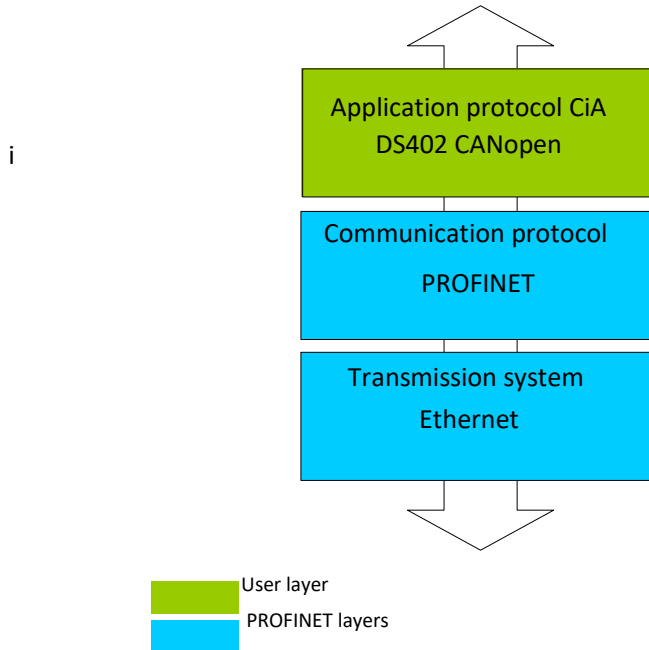 Application protocol CiA
DS402 CANopen
i
Communication protocol
PROFINET
Transmission system
Ethernet
User layer
PROFINET layers